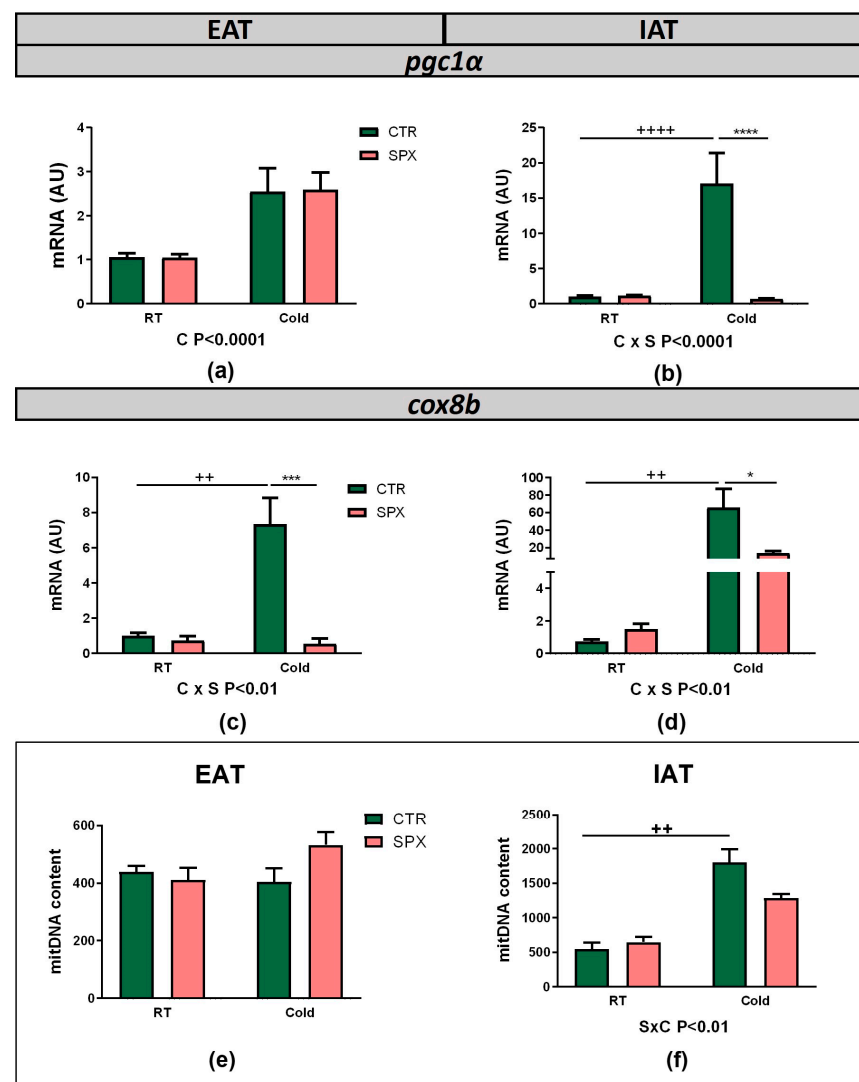 EAT IAT
pgc1α
mRNA (AU)
4
3
2
1
0
RT Cold
CTR
SPX
C P<0.0001
(a)
mRNA (AU)
25
20
15
10
5
0
++++ ****
RT Cold
C x S P<0.0001
(b)
cox8b
mRNA (AU)
10
8
6
4
2
0
++ ***
RT Cold
CTR
SPX
C x S P<0.01
(c)
mRNA (AU)
100
80
60
40
20
4
2
0
++ *
RT Cold
C x S P<0.01
(d)
EAT
mitDNA content
600
400
200
0
RT Cold
CTR
SPX
(e)
IAT
mitDNA content
2500
2000
1500
1000
500
0
++
RT Cold
SxC P<0.01
(f)